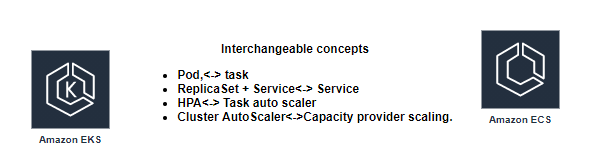 Interchangeable concepts
Pod,<-> task
ReplicaSet + Service<-> Service
HPA<-> Task auto scaler
Cluster AutoScaler<->Capacity provider scaling.
K
Amazon EKS
Amazon ECS